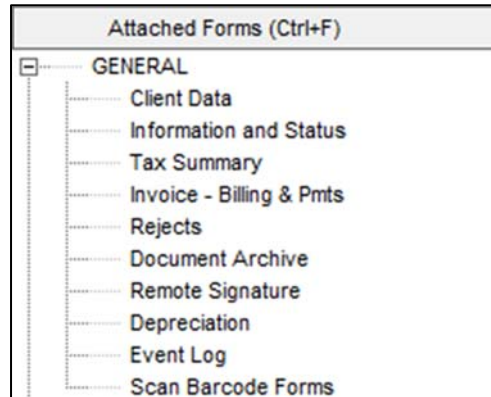 Attached Forms (Ctrl+F)
GENERAL
Client Data
Information and Status
Tax Summary
Invoice - Billing & Pmts
Rejects
Document Archive
Remote Signature
Depreciation
Event Log
Scan Barcode Forms